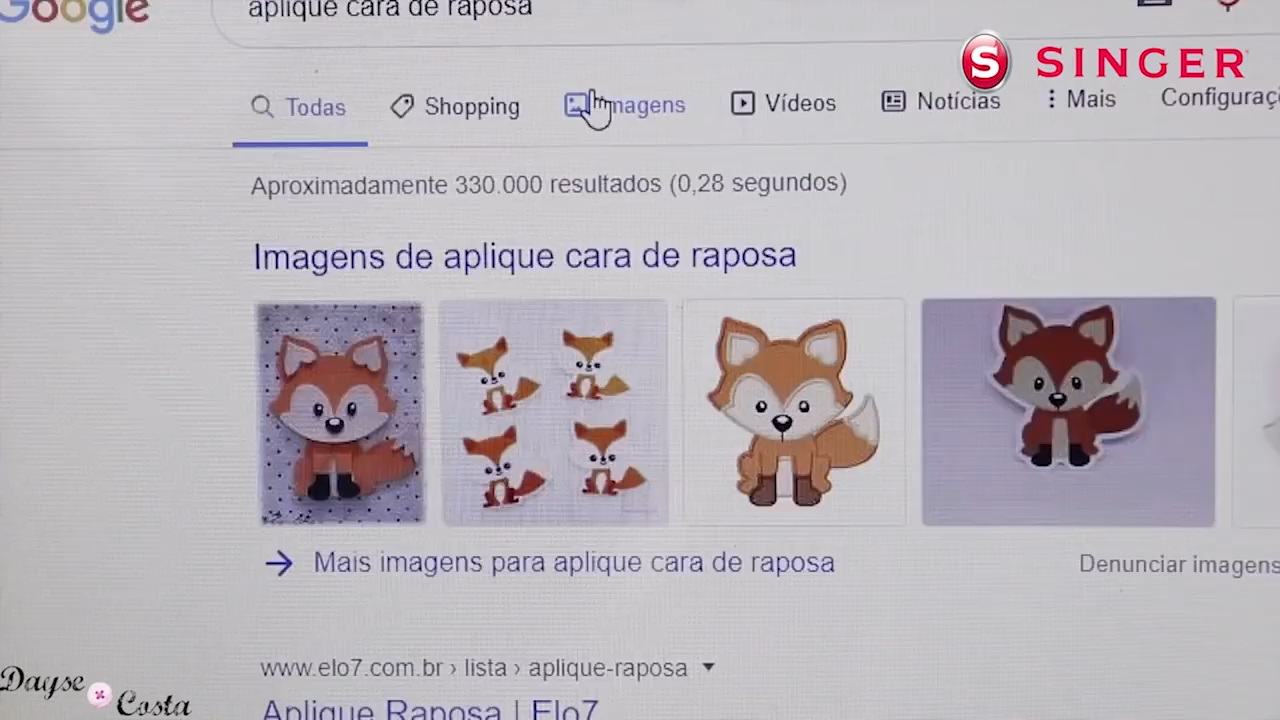 Google
aplique cara de raposa
S SINGER
Todas
Shopping
Imagens
Vídeos
Notícias
Mais
Aproximadamente 330.000 resultados (0,28 segundos)
Imagens de aplique cara de raposa
Mais imagens para aplique cara de raposa
Denunciar imagens
www.elo7.com.br › lista › aplique-raposa
Aplique Raposa | Elo7
Dayse
Costa